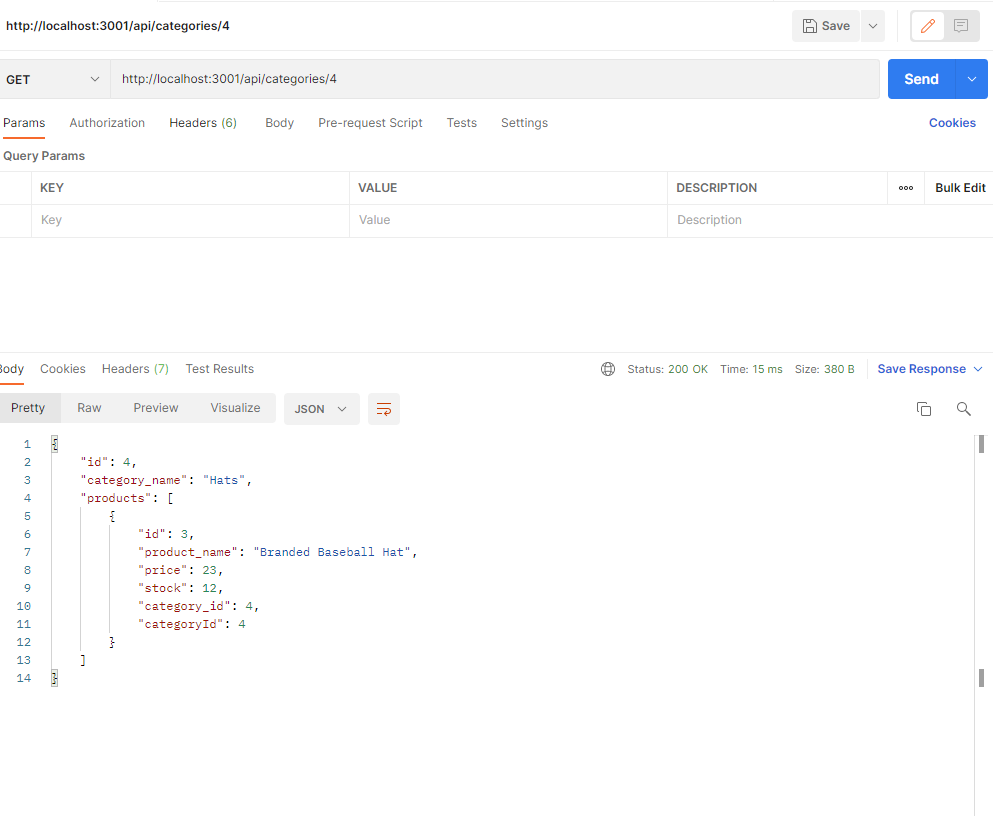 http://localhost:3001/api/categories/4 Save
GET http://localhost:3001/api/categories/4 Send
Params Authorization Headers (6) Body Pre-request Script Tests Settings Cookies
Query Params
KEY VALUE DESCRIPTION ooo Bulk Edit
Key Value Description
Body Cookies Headers (7) Test Results Status: 200 OK Time: 15 ms Size: 380 B Save Response
Pretty Raw Preview Visualize JSON
1 {
2 "id": 4,
3 "category_name": "Hats",
4 "products": [
5 {
6 "id": 3,
7 "product_name": "Branded Baseball Hat",
8 "price": 23,
9 "stock": 12,
10 "category_id": 4,
11 "categoryId": 4
12 }
13 ]
14 }